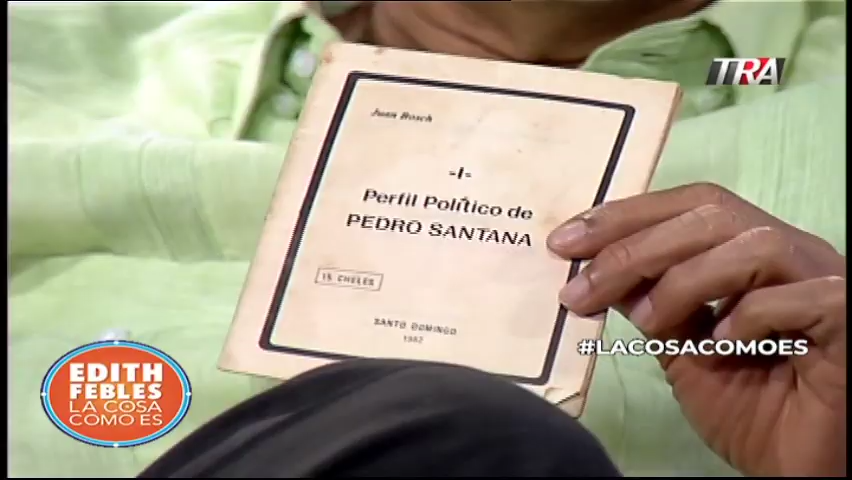 TRA
Juan Bosch
-I-
Perfil Político de
PEDRO SANTANA
15 CHELES
SANTO DOMINGO
1962
#LACOSACOMOES
EDITH
FEBLES
LA COSA
COMO ES